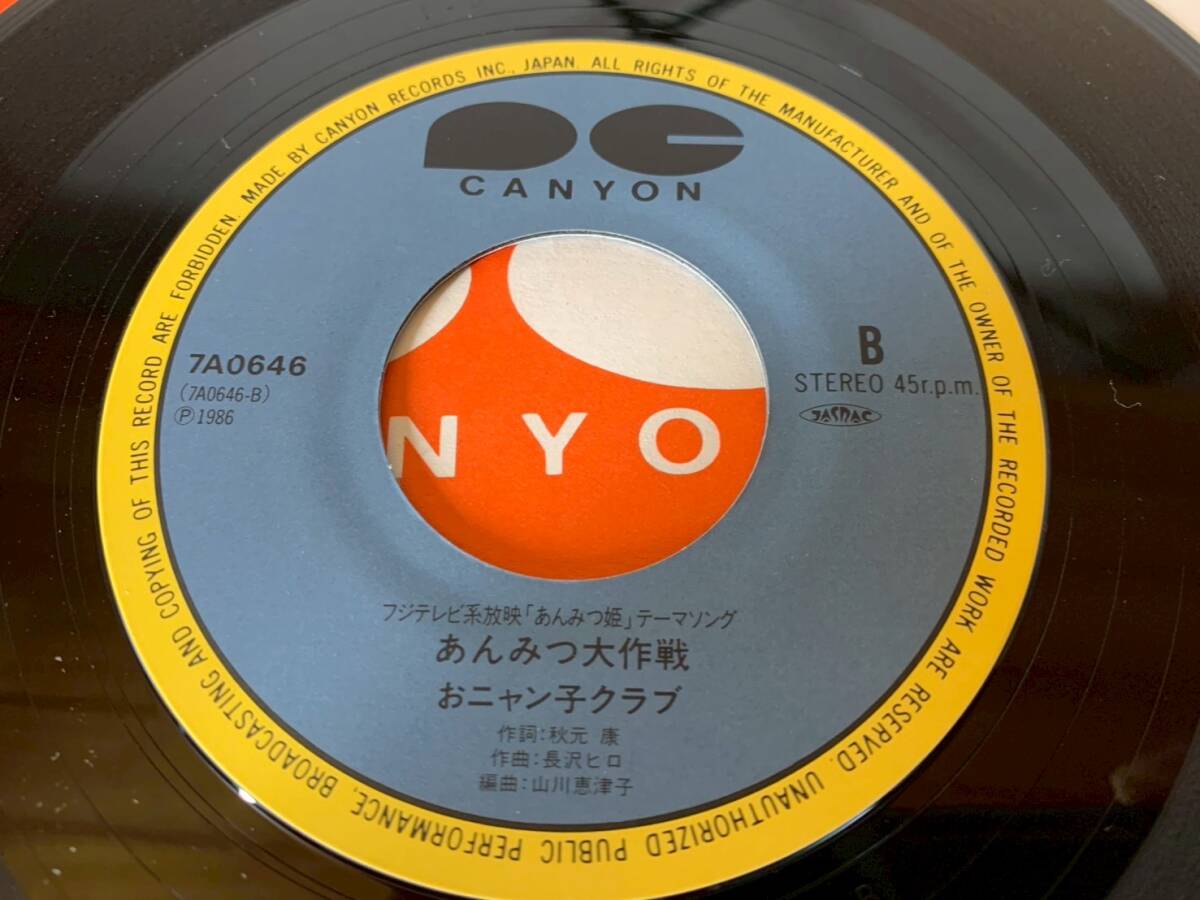 MADE BY CANYON RECORDS INC., JAPAN. ALL RIGHTS OF THE MANUFACTURER AND OF THE OWNER OF THE RECORDED WORK ARE RESERVED. UNAUTHORIZED PUBLIC PERFORMANCE, BROADCASTING AND COPYING OF THIS RECORD ARE FORBIDDEN.
CANYON
7A0646
(7A0646-B)
Ⓟ1986
B
STEREO 45r.p.m.
JASRAC
NYO
フジテレビ系放映「あんみつ姫」テーマソング
あんみつ大作戦
おニャン子クラブ
作詞:秋元 康
作曲:長沢ヒロ
編曲:山川恵津子